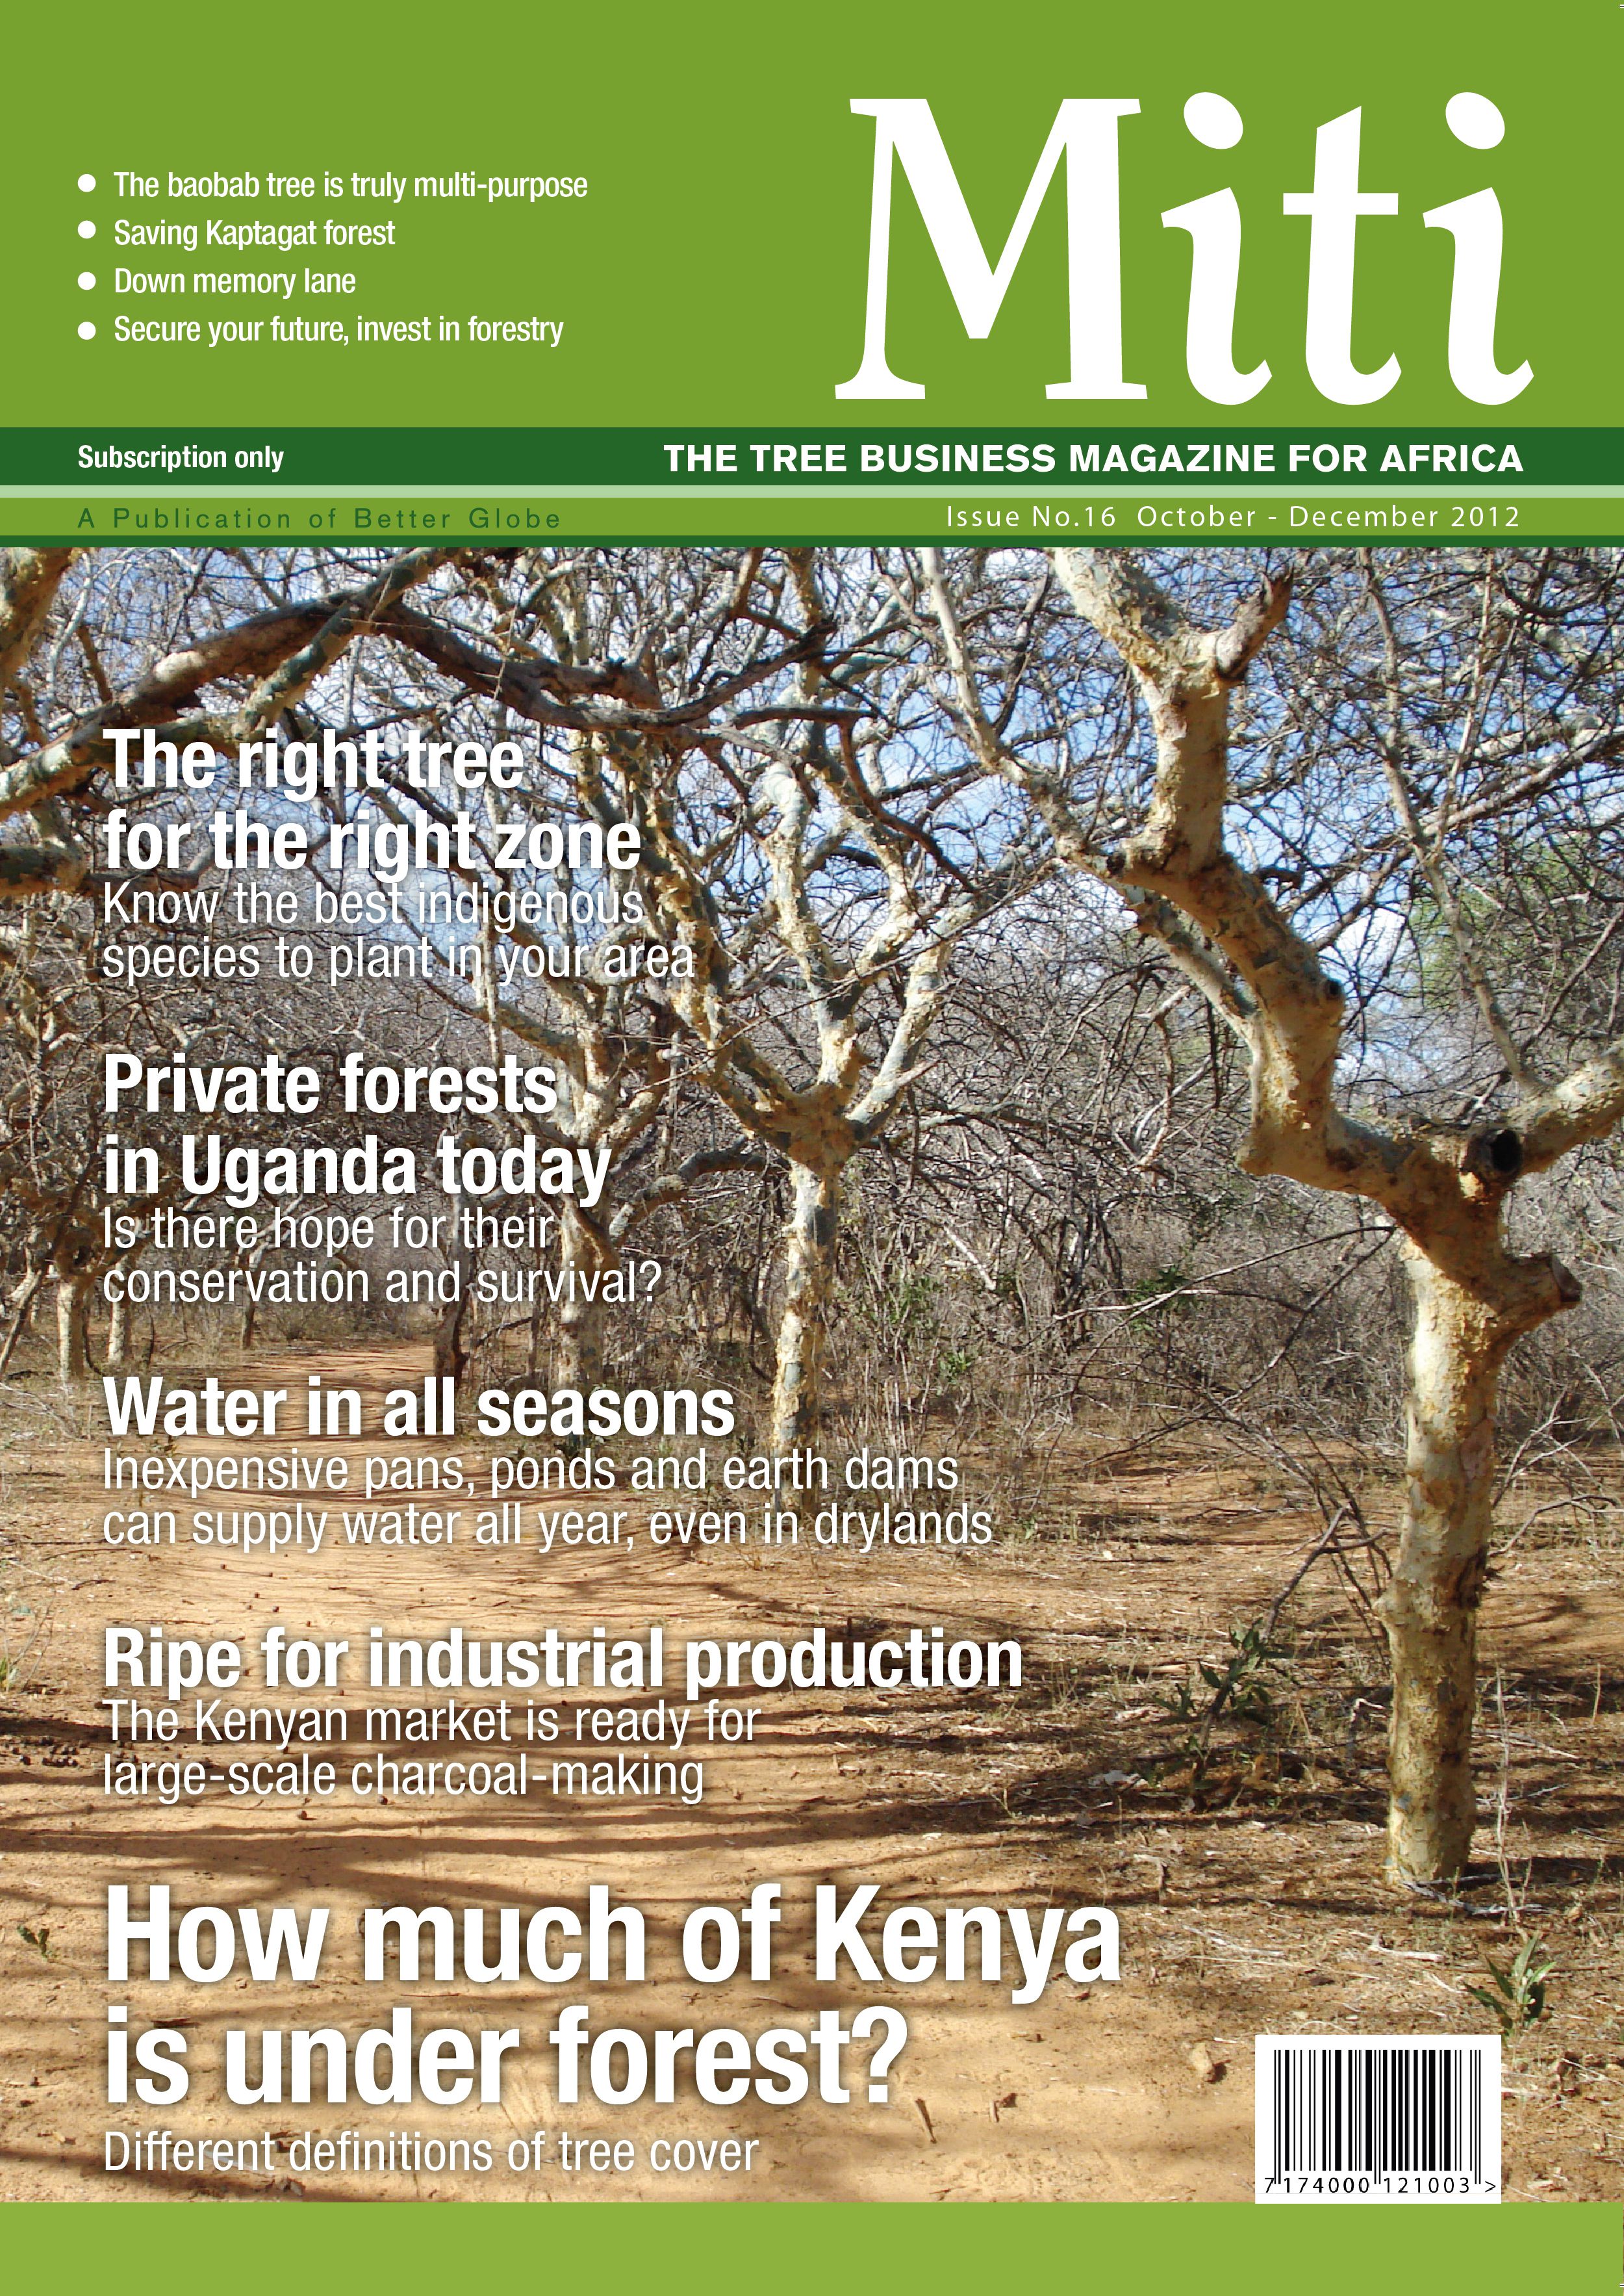 Miti
The baobab tree is truly multi-purpose
Saving Kaptagat forest
Down memory lane
Secure your future, invest in forestry
Subscription only
THE TREE BUSINESS MAGAZINE FOR AFRICA
A Publication of Better Globe
Issue No.16 October - December 2012
The right tree
for the right zone
Know the best indigenous
species to plant in your area
Private forests
in Uganda today
Is there hope for their
conservation and survival?
Water in all seasons
Inexpensive pans, ponds and earth dams
can supply water all year, even in drylands
Ripe for industrial production
The Kenyan market is ready for
large-scale charcoal-making
How much of Kenya
is under forest?
Different definitions of tree cover
7174000 121003 >